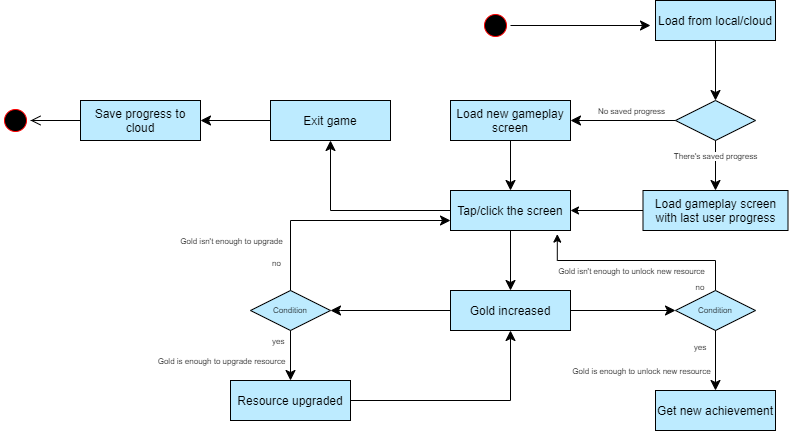 Load from local/cloud
No saved progress
There's saved progress
Save progress to
cloud
Exit game
Load new gameplay
screen
Tap/click the screen
Load gameplay screen
with last user progress
Gold isn't enough to upgrade
no
Gold isn't enough to unlock new resource
no
Condition
Gold increased
Condition
yes
Gold is enough to upgrade resource
yes
Gold is enough to unlock new resource
Resource upgraded
Get new achievement